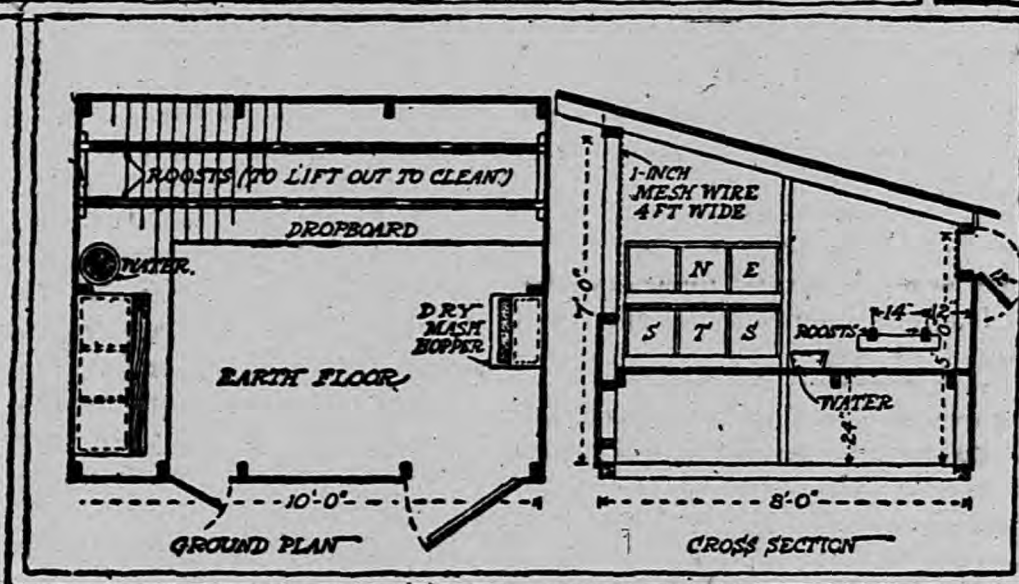 ROOSTS (TO LIFT OUT TO CLEAN)
DROPBOARD
WATER.
DRY
MASH
HOPPER
EARTH FLOOR
10'-0"
GROUND PLAN
1-INCH
MESH WIRE
4 FT WIDE
7'-0"
N E
S T S
ROOSTS
14"
5'-0"
WATER
24"
8'-0"
CROSS SECTION